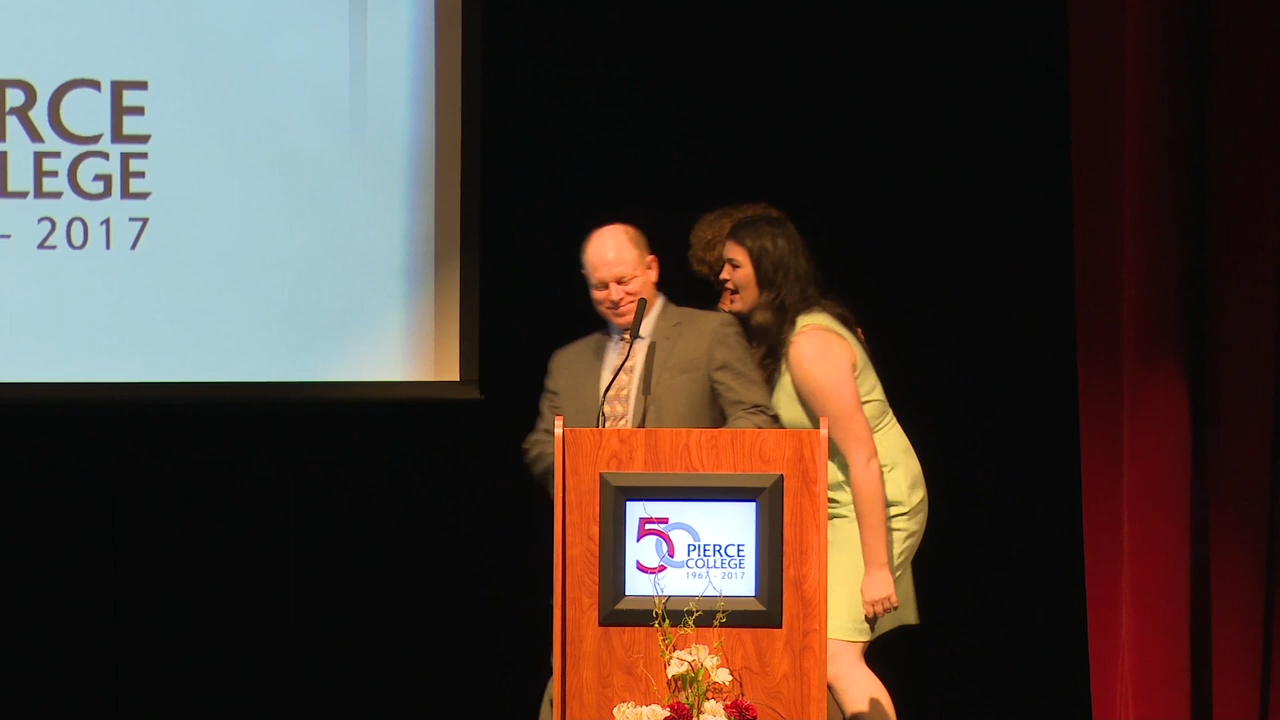 RCE
LEGE
- 2017
50
PIERCE
COLLEGE
1967 - 2017